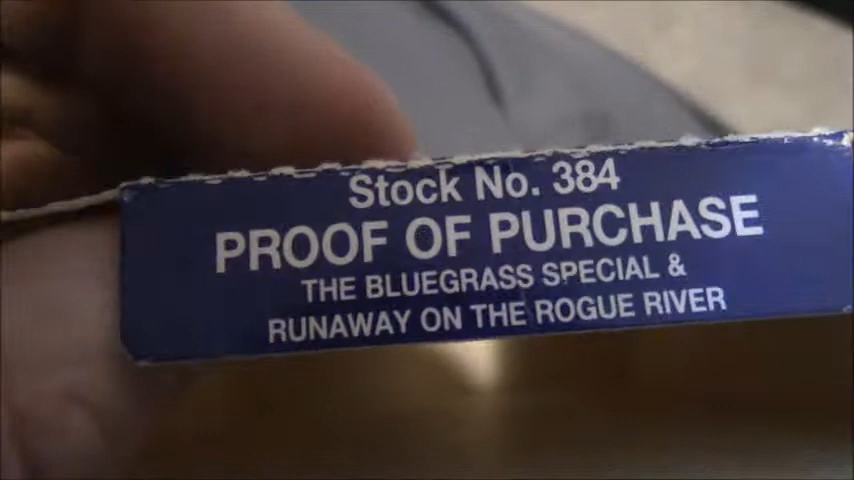 Stock No. 384
PROOF OF PURCHASE
THE BLUEGRASS SPECIAL &
RUNAWAY ON THE ROGUE RIVER